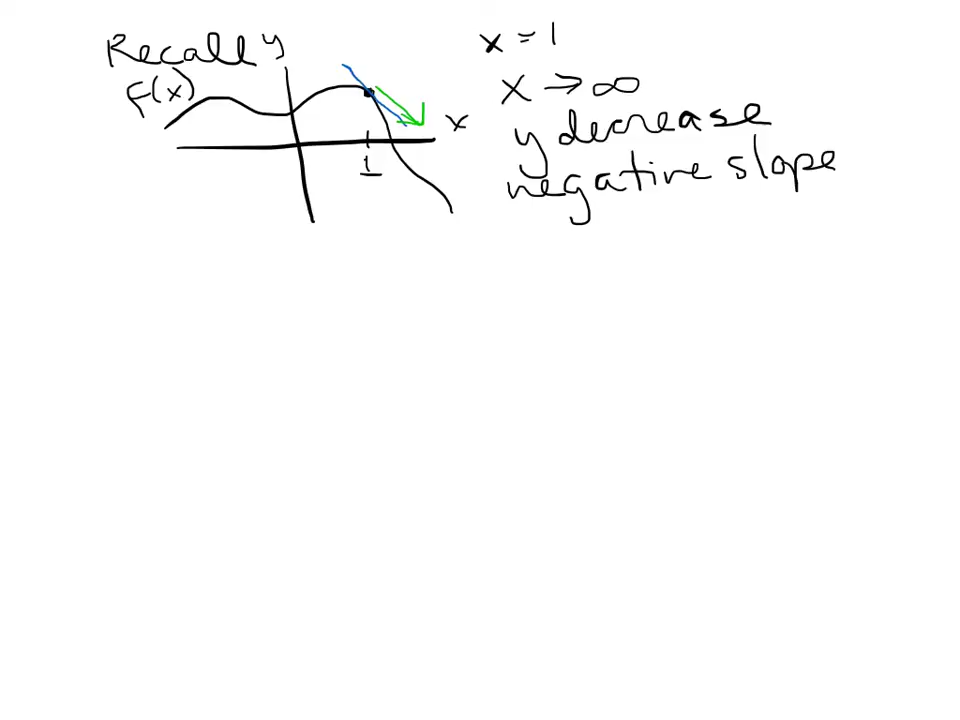 Recall y
F(x)
x
1
x = 1
x → ∞
y decrease
negative slope